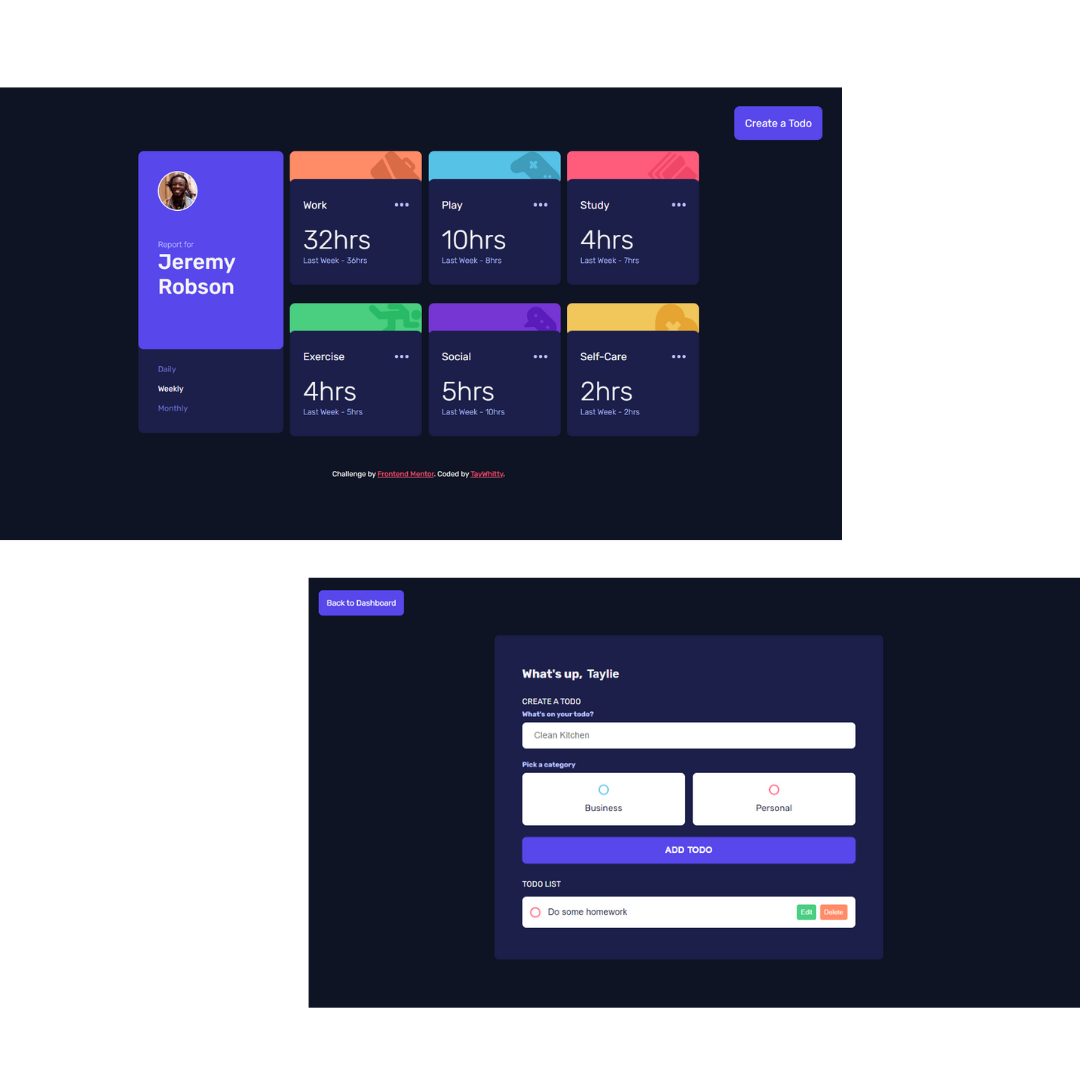 Create a Todo
Report for
Jeremy
Robson
Daily
Weekly
Monthly
Work
32hrs
Last Week - 36hrs
Play
10hrs
Last Week - 8hrs
Study
4hrs
Last Week - 7hrs
Exercise
4hrs
Last Week - 5hrs
Social
5hrs
Last Week - 10hrs
Self-Care
2hrs
Last Week - 2hrs
Challenge by Frontend Mentor. Coded by TayWhitty.
Back to Dashboard
What's up, Taylie
CREATE A TODO
What's on your todo?
Clean Kitchen
Pick a category
Business
Personal
ADD TODO
TODO LIST
Do some homework
Edit
Delete